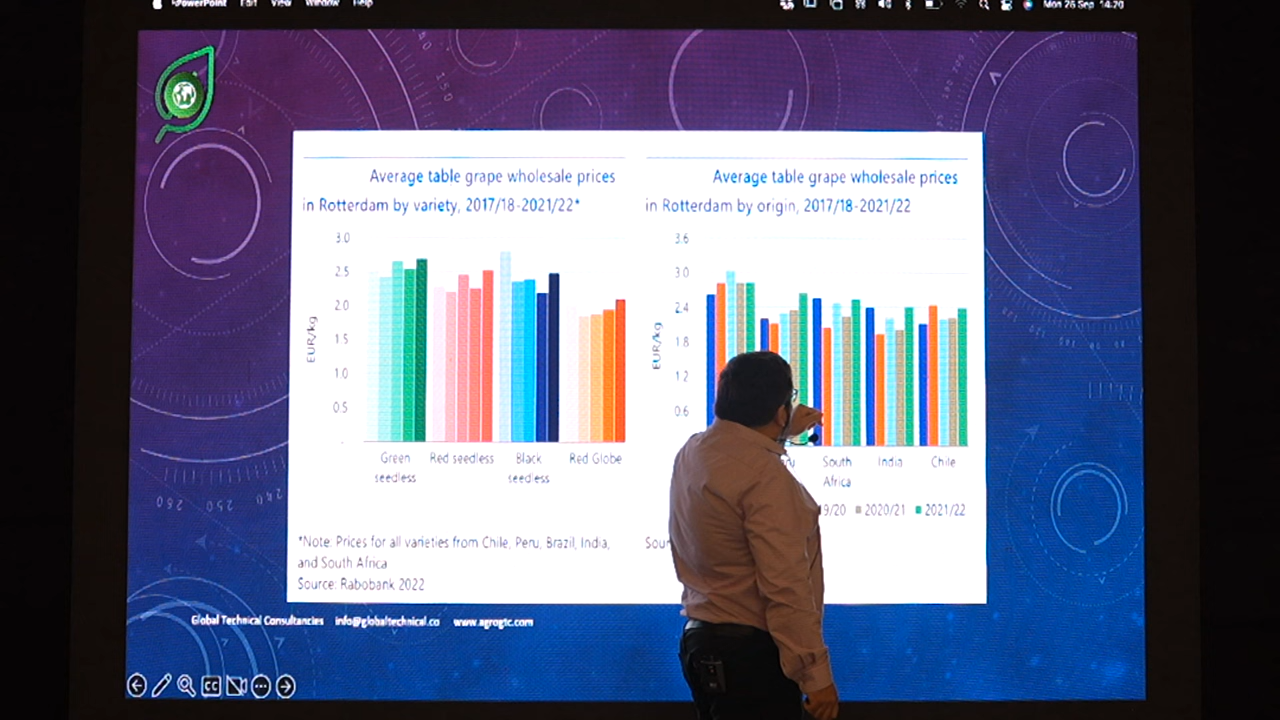 PowerPoint Edit View Window Help
Mon 26 Sep 14:20
Average table grape wholesale prices
in Rotterdam by variety, 2017/18-2021/22*
3.0
2.5
2.0
1.5
1.0
0.5
-
EUR/kg
Green
seedless
Red seedless
Black
seedless
Red Globe
*Note: Prices for all varieties from Chile, Peru, Brazil, India,
and South Africa
Source: Rabobank 2022
Average table grape wholesale prices
in Rotterdam by origin, 2017/18-2021/22
3.6
3.0
2.4
1.8
1.2
0.6
EUR/kg
South
Africa
India
Chile
9/20 2020/21 2021/22
Global Technical Consultancies info@globaltechnical.co www.agrogtc.com
CC